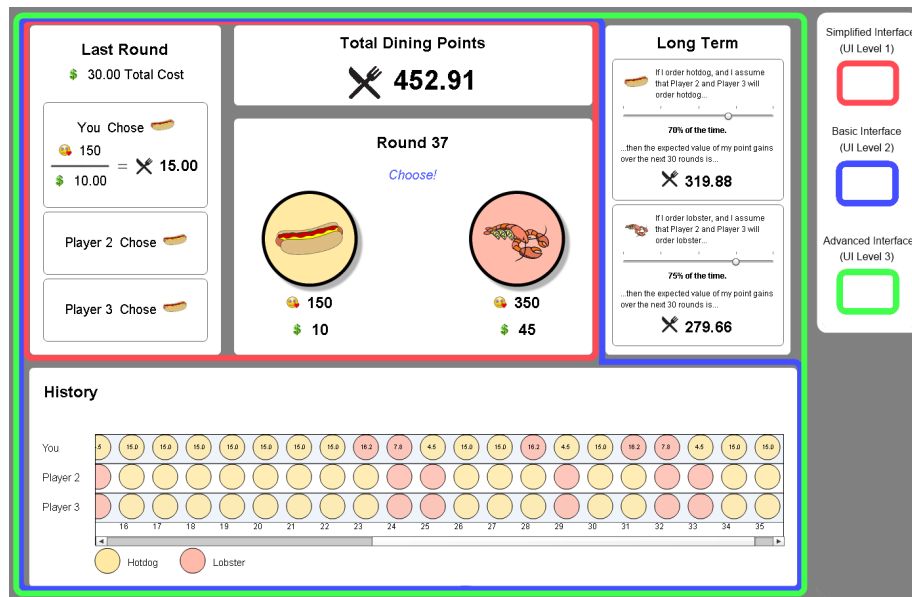 Last Round
$ 30.00 Total Cost
You Chose
150
$ 10.00
= 15.00
Player 2 Chose
Player 3 Chose
Total Dining Points
452.91
Round 37
Choose!
150
$ 10
350
$ 45
Long Term
If I order hotdog, and I assume
that Player 2 and Player 3 will
order hotdog...
70% of the time.
...then the expected value of my point gains
over the next 30 rounds is...
319.88
If I order lobster, and I assume
that Player 2 and Player 3 will
order lobster...
75% of the time.
...then the expected value of my point gains
over the next 30 rounds is...
279.66
Simplified Interface
(UI Level 1)
Basic Interface
(UI Level 2)
Advanced Interface
(UI Level 3)
History
You .5 15.0 15.0 15.0 15.0 15.0 15.0 15.0 16.2 7.8 4.5 15.0 15.0 16.2 4.5 15.0 16.2 7.8 4.5 15.0 15.0
Player 2
Player 3
16 17 18 19 20 21 22 23 24 25 26 27 28 29 30 31 32 33 34 35
Hotdog Lobster